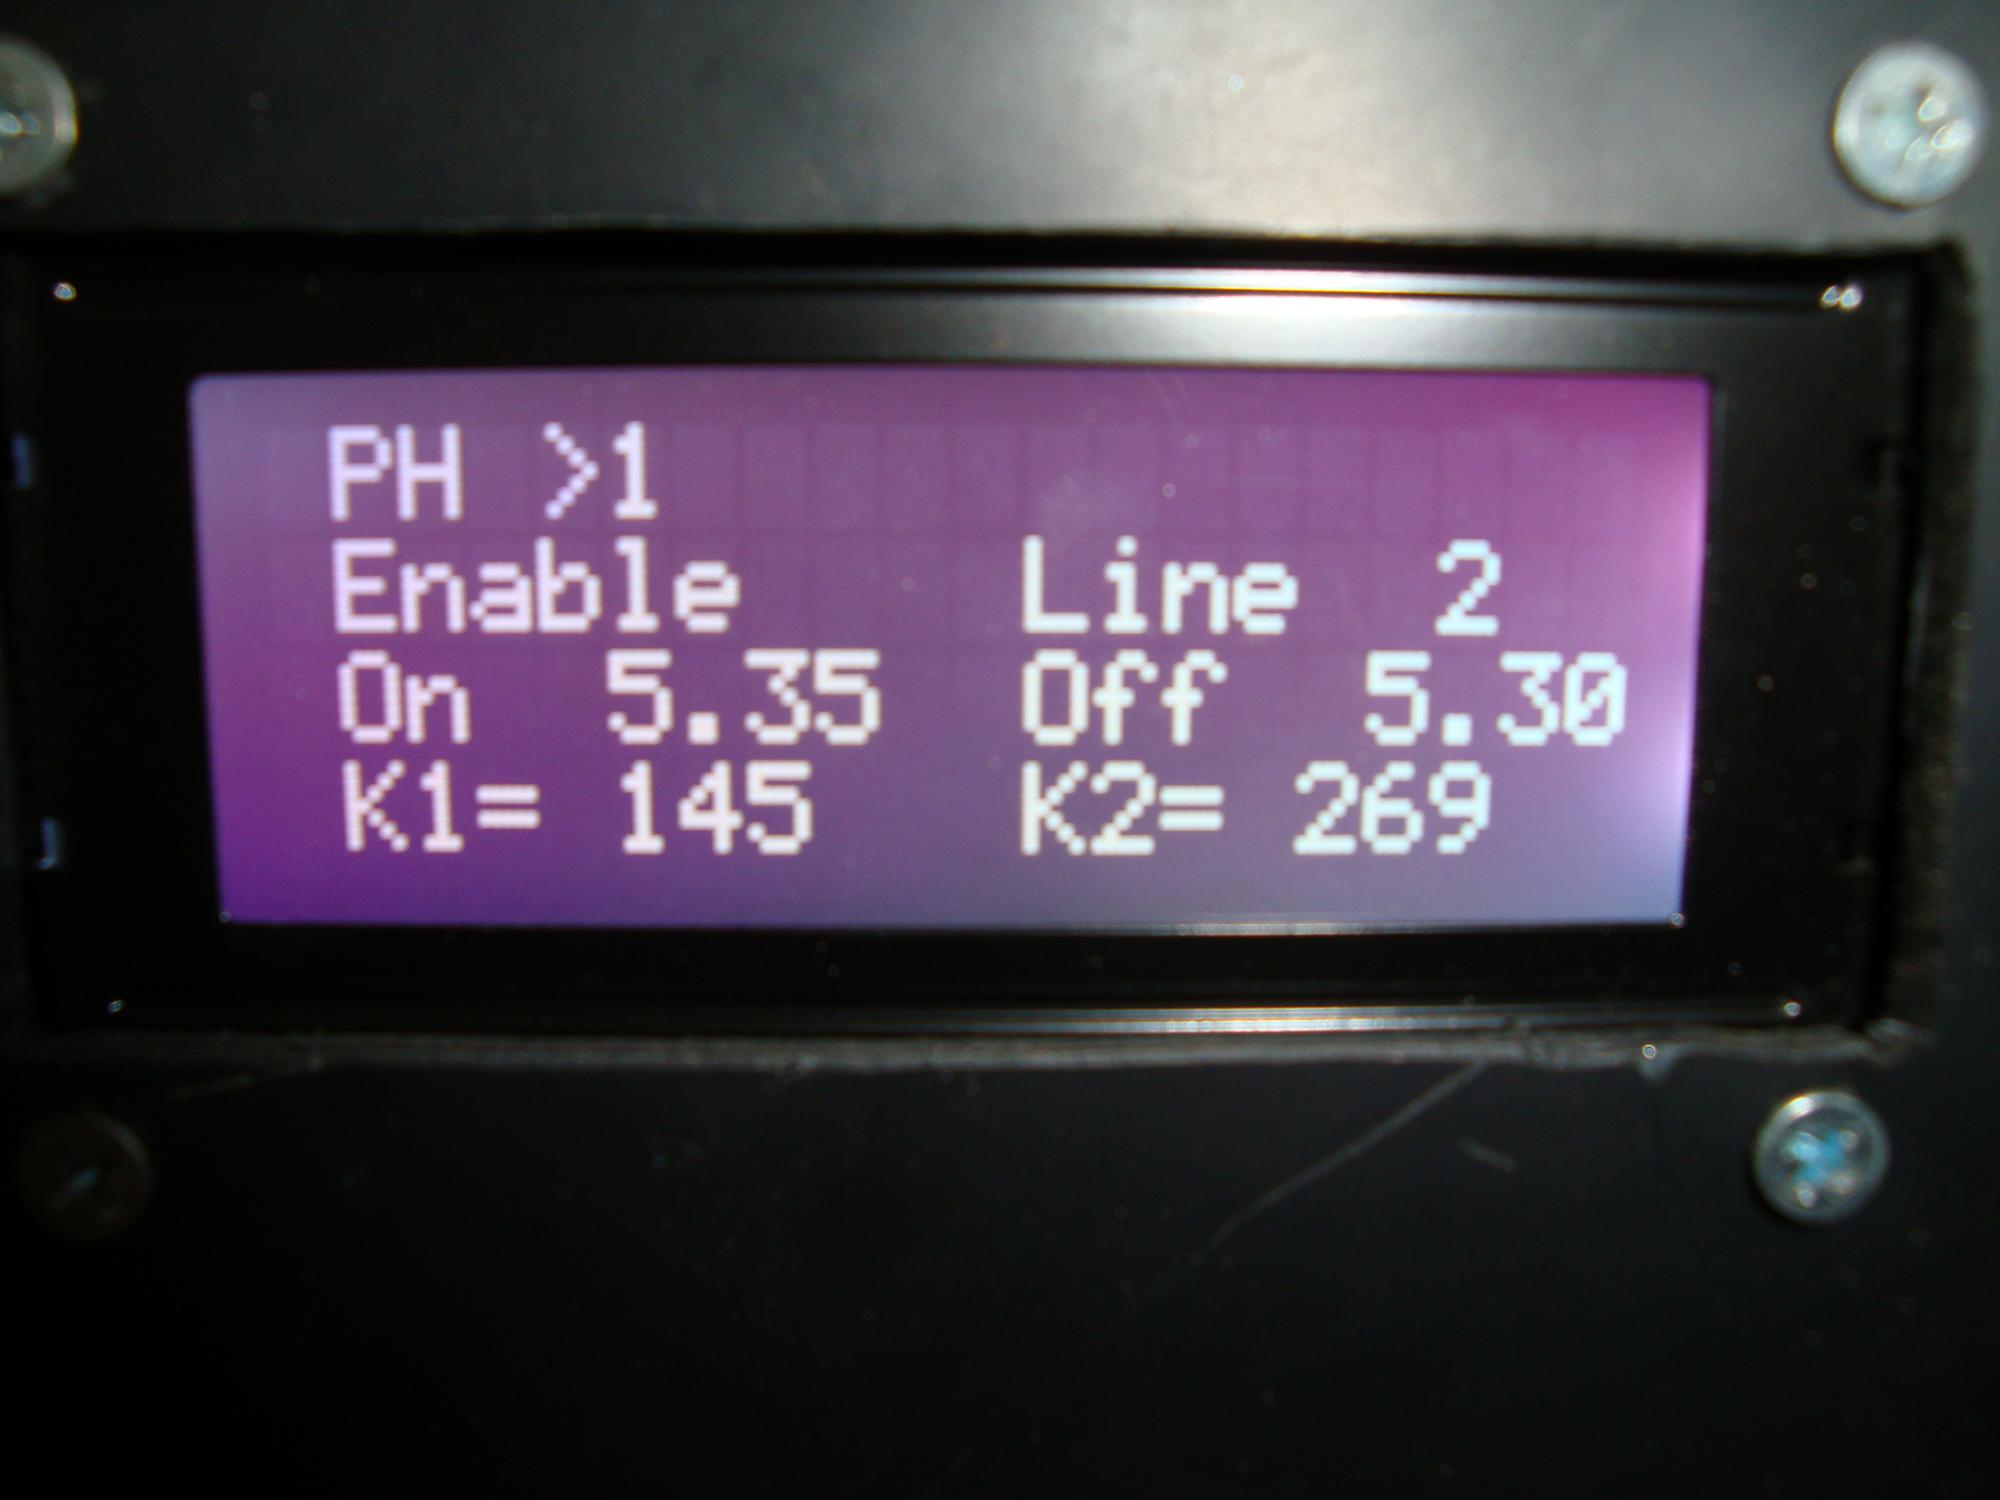 PH >1
Enable Line 2
On 5.35 Off 5.30
K1= 145 K2= 269